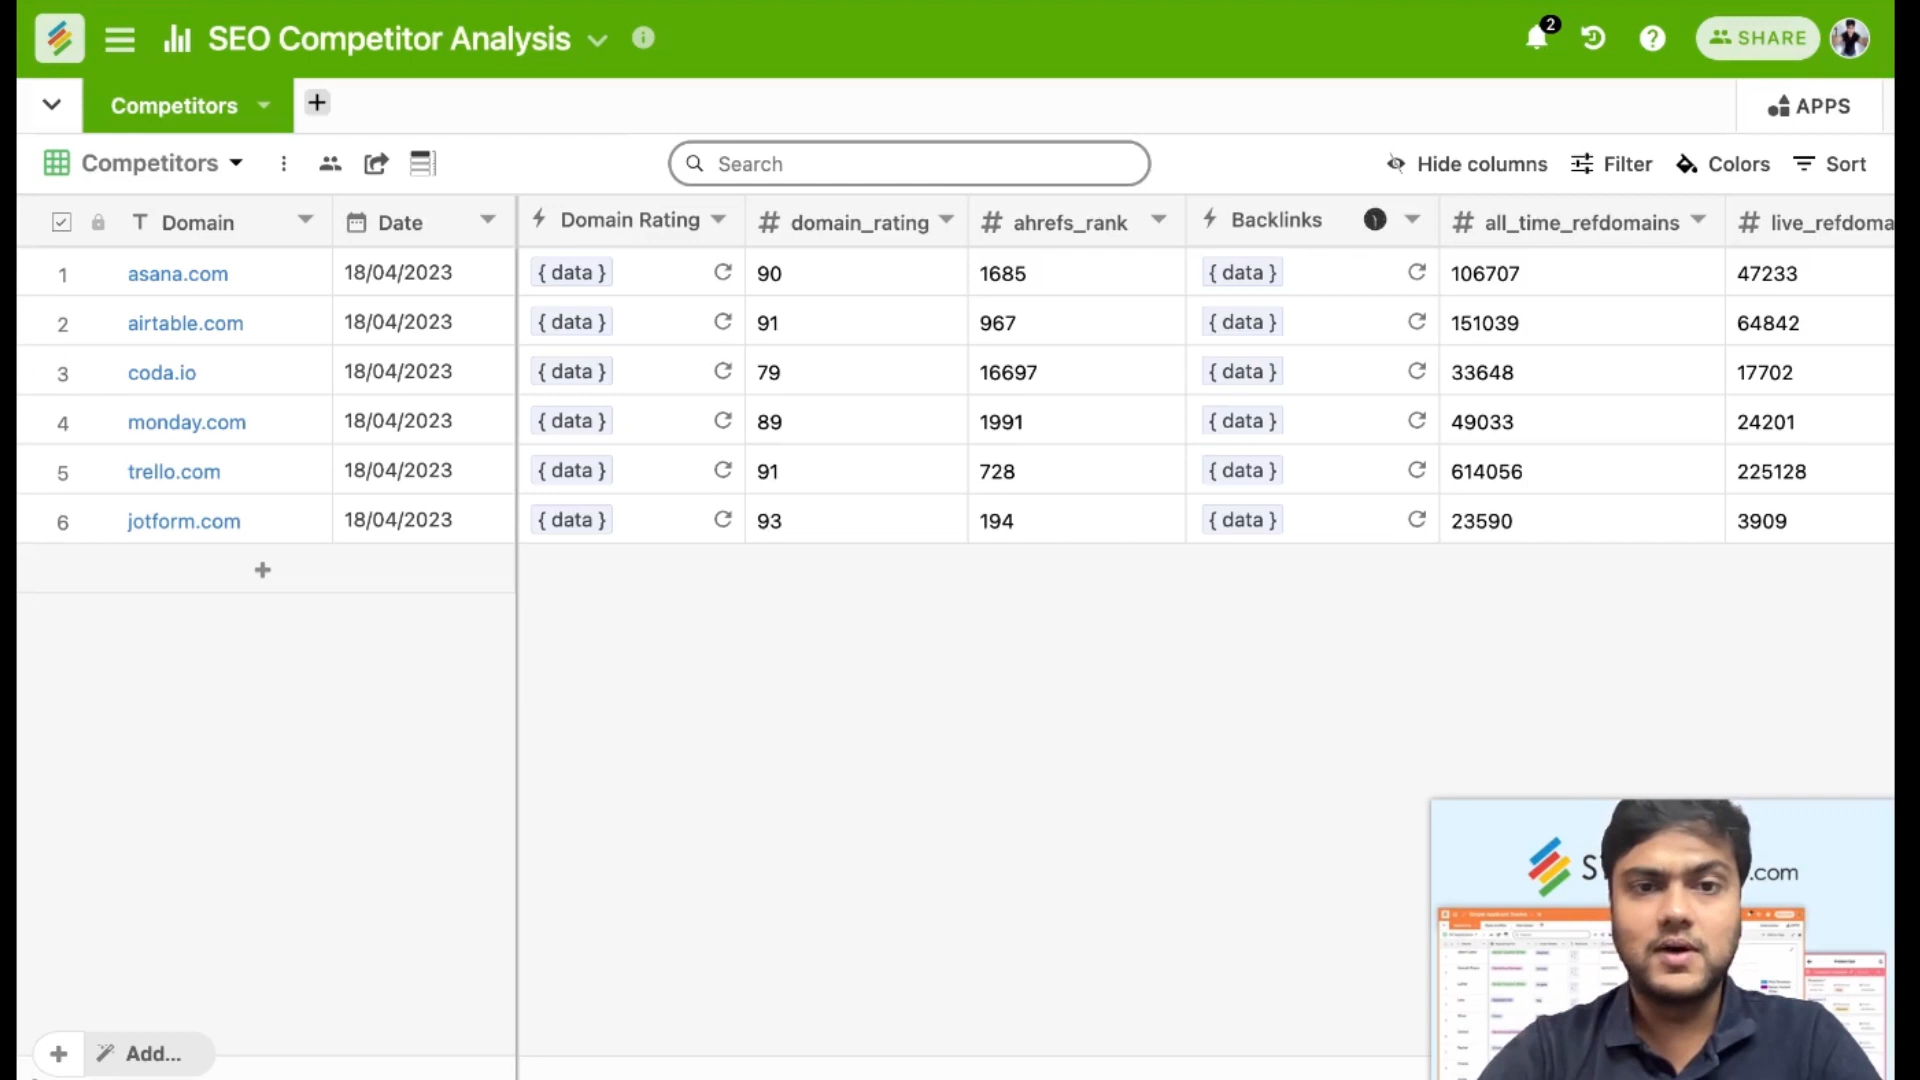 SEO Competitor Analysis
2
SHARE
Competitors
APPS
Competitors
Search
Hide columns
Filter
Colors
Sort
Domain Date Domain Rating domain_rating ahrefs_rank Backlinks all_time_refdomains live_refdoma
1 asana.com 18/04/2023 { data } 90 1685 { data } 106707 47233
2 airtable.com 18/04/2023 { data } 91 967 { data } 151039 64842
3 coda.io 18/04/2023 { data } 79 16697 { data } 33648 17702
4 monday.com 18/04/2023 { data } 89 1991 { data } 49033 24201
5 trello.com 18/04/2023 { data } 91 728 { data } 614056 225128
6 jotform.com 18/04/2023 { data } 93 194 { data } 23590 3909
+
S .com
+ Add...